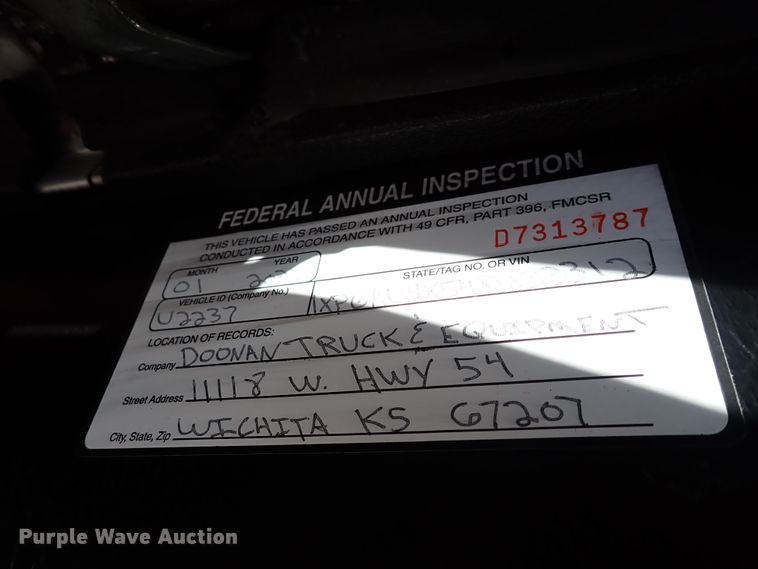 FEDERAL ANNUAL INSPECTION
THIS VEHICLE HAS PASSED AN ANNUAL INSPECTION
CONDUCTED IN ACCORDANCE WITH 49 CFR, PART 396, FMCSR
D7313787
MONTH YEAR
01
STATE/TAG NO. OR VIN
VEHICLE ID (Company No.)
U2237
LOCATION OF RECORDS:
Company DOONAN TRUCK & EQUIPMENT
Street Address 11118 W. HWY 54
City, State, Zip WICHITA KS 67207
Purple Wave Auction